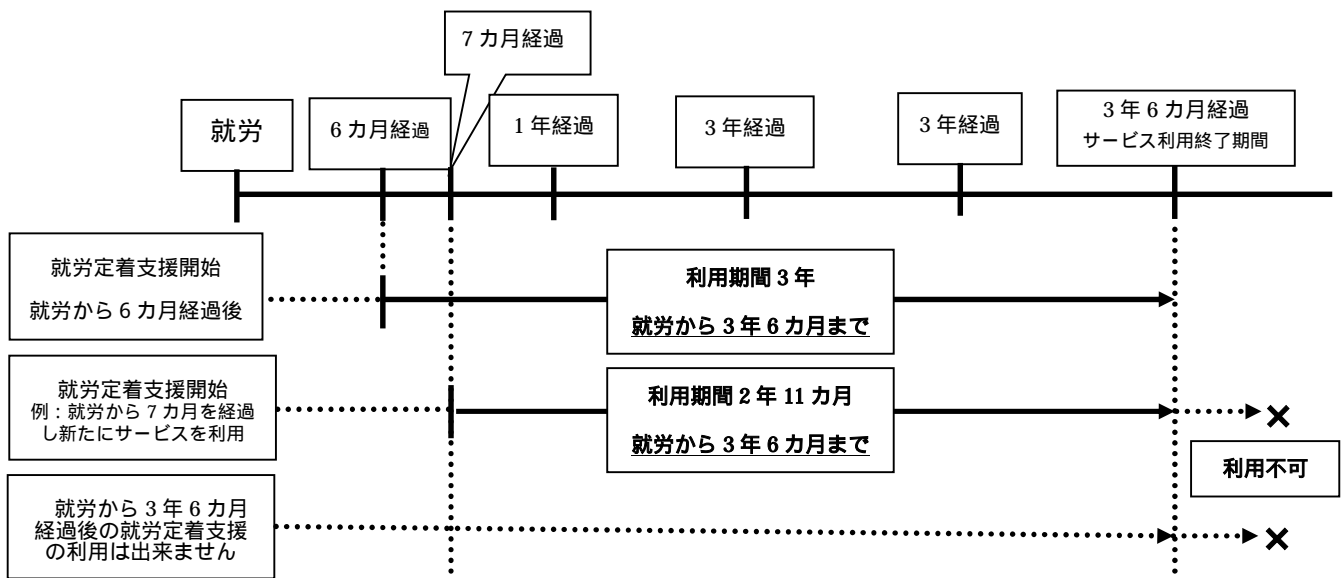 7 カ月経過
就労
6 カ月経過
1 年経過
3 年経過
3 年経過
3 年 6 カ月経過
サービス利用終了期間
就労定着支援開始
就労から 6 カ月経過後
利用期間 3 年
就労から 3 年 6 カ月まで
就労定着支援開始
例：就労から 7 カ月を経過
し新たにサービスを利用
利用期間 2 年 11 カ月
就労から 3 年 6 カ月まで
利用不可
就労から 3 年 6 カ月
経過後の就労定着支援
の利用は出来ません